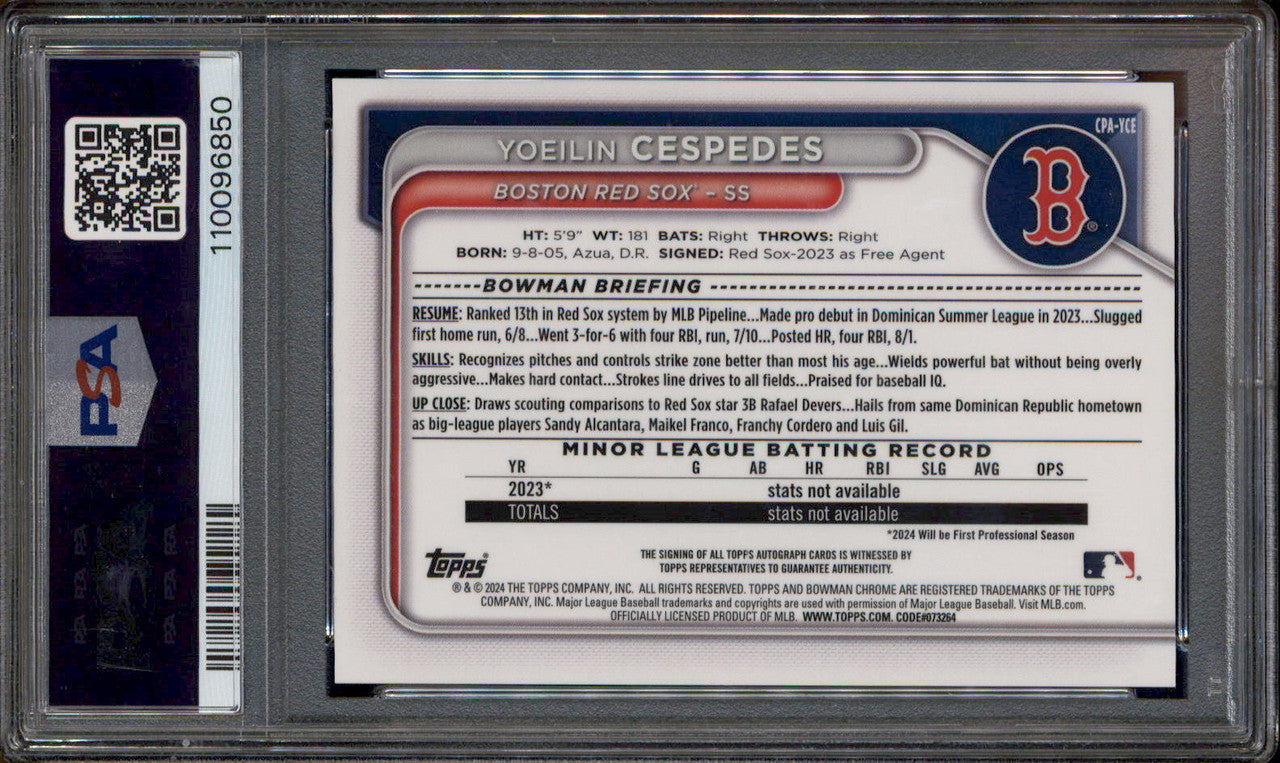 110096850
PSA
CPA-YCE
YOEILIN CESPEDES
BOSTON RED SOX - SS
B®
HT: 5'9" WT: 181 BATS: Right THROWS: Right
BORN: 9-8-05, Azua, D.R. SIGNED: Red Sox-2023 as Free Agent
-------BOWMAN BRIEFING ----------------------------------------
RESUME: Ranked 13th in Red Sox system by MLB Pipeline...Made pro debut in Dominican Summer League in 2023...Slugged
first home run, 6/8...Went 3-for-6 with four RBI, run, 7/10...Posted HR, four RBI, 8/1.
SKILLS: Recognizes pitches and controls strike zone better than most his age...Wields powerful bat without being overly
aggressive...Makes hard contact...Strokes line drives to all fields...Praised for baseball IQ.
UP CLOSE: Draws scouting comparisons to Red Sox star 3B Rafael Devers...Hails from same Dominican Republic hometown
as big-league players Sandy Alcantara, Maikel Franco, Franchy Cordero and Luis Gil.
MINOR LEAGUE BATTING RECORD
YR G AB HR RBI SLG AVG OPS
2023* stats not available
TOTALS stats not available
*2024 Will be First Professional Season
Topps®
THE SIGNING OF ALL TOPPS AUTOGRAPH CARDS IS WITNESSED BY
TOPPS REPRESENTATIVES TO GUARANTEE AUTHENTICITY.
® & © 2024 THE TOPPS COMPANY, INC. ALL RIGHTS RESERVED. TOPPS AND BOWMAN CHROME ARE REGISTERED TRADEMARKS OF THE TOPPS
COMPANY, INC. Major League Baseball trademarks and copyrights are used with permission of Major League Baseball. Visit MLB.com.
OFFICIALLY LICENSED PRODUCT OF MLB. WWW.TOPPS.COM. CODE#073264